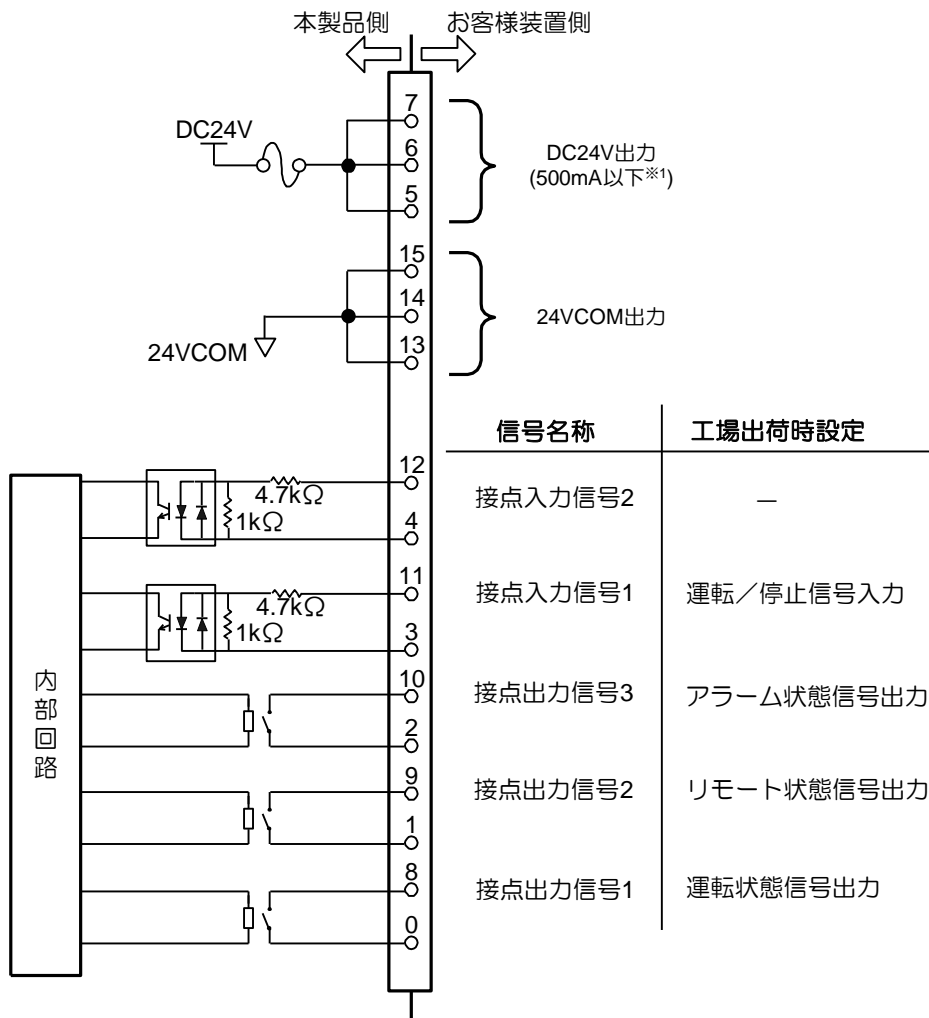 本製品側 お客様装置側
7
DC24V
6
DC24V出力
(500mA以下※1)
5
15
14
24VCOM出力
24VCOM
13
信号名称 工場出荷時設定
12
4.7kΩ
接点入力信号2 －
1kΩ
4
11
4.7kΩ
接点入力信号1 運転／停止信号入力
1kΩ
3
内部回路
10
接点出力信号3 アラーム状態信号出力
2
9
接点出力信号2 リモート状態信号出力
1
8
接点出力信号1 運転状態信号出力
0